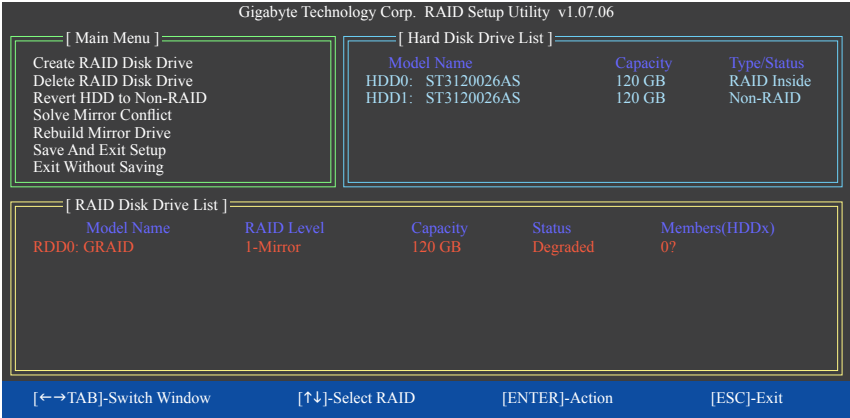 Gigabyte Technology Corp. RAID Setup Utility v1.07.06
[ Main Menu ]
Create RAID Disk Drive
Delete RAID Disk Drive
Revert HDD to Non-RAID
Solve Mirror Conflict
Rebuild Mirror Drive
Save And Exit Setup
Exit Without Saving
[ Hard Disk Drive List ]
Model Name Capacity Type/Status
HDD0: ST3120026AS 120 GB RAID Inside
HDD1: ST3120026AS 120 GB Non-RAID
[ RAID Disk Drive List ]
Model Name RAID Level Capacity Status Members(HDDx)
RDD0: GRAID 1-Mirror 120 GB Degraded 0?
[←→TAB]-Switch Window [↑↓]-Select RAID [ENTER]-Action [ESC]-Exit